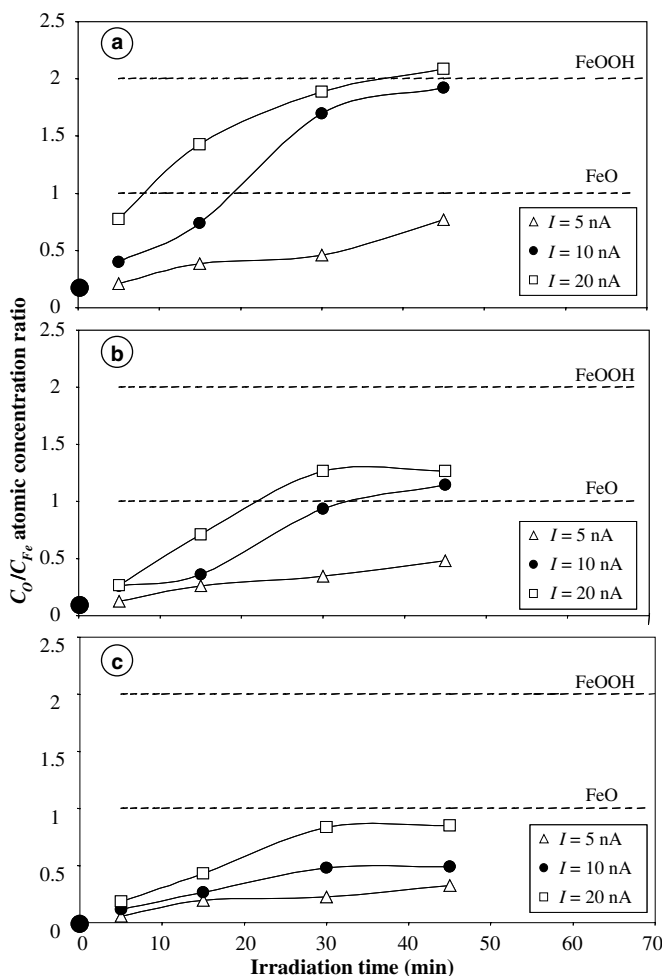 a
2.5
2
1.5
1
0.5
0
FeOOH
FeO
I = 5 nA
I = 10 nA
I = 20 nA
b
2.5
2
1.5
1
0.5
0
FeOOH
FeO
I = 5 nA
I = 10 nA
I = 20 nA
C_O/C_Fe atomic concentration ratio
c
2.5
2
1.5
1
0.5
0
FeOOH
FeO
I = 5 nA
I = 10 nA
I = 20 nA
0 10 20 30 40 50 60 70
Irradiation time (min)